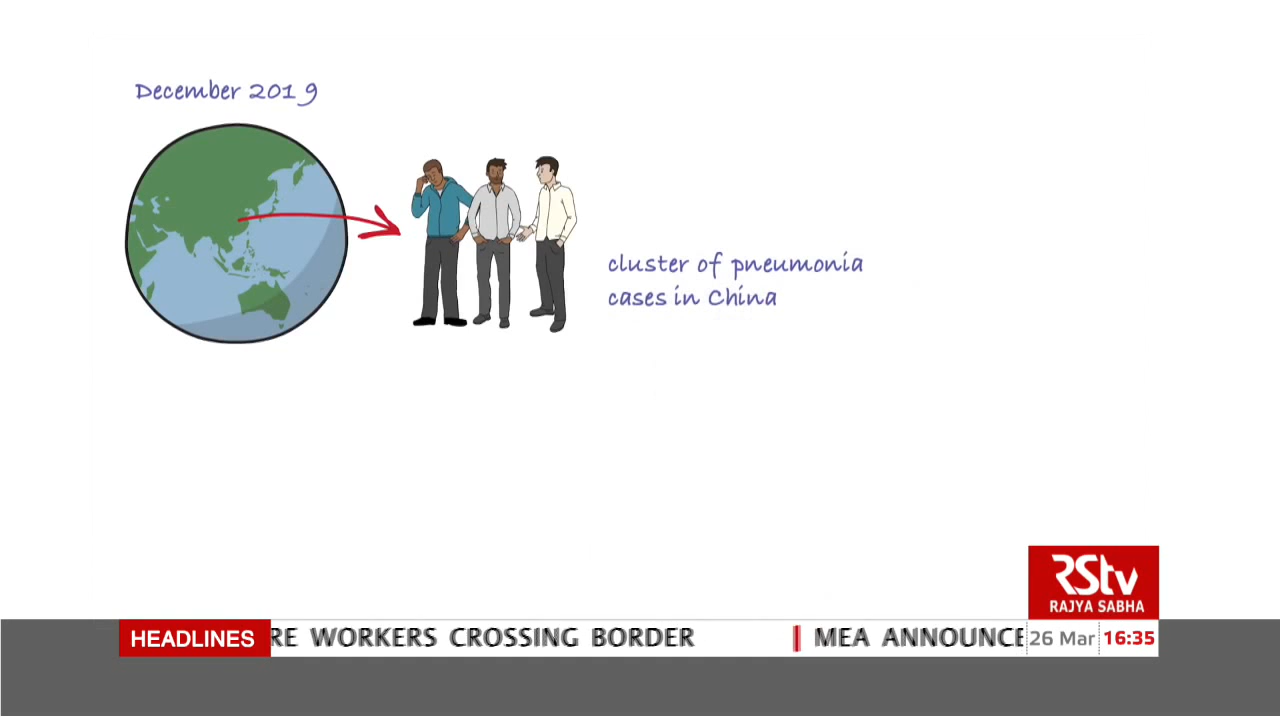 December 2019
cluster of pneumonia
cases in China
RStv
RAJYA SABHA
HEADLINES
RE WORKERS CROSSING BORDER
MEA ANNOUNCE
26 Mar
16:35